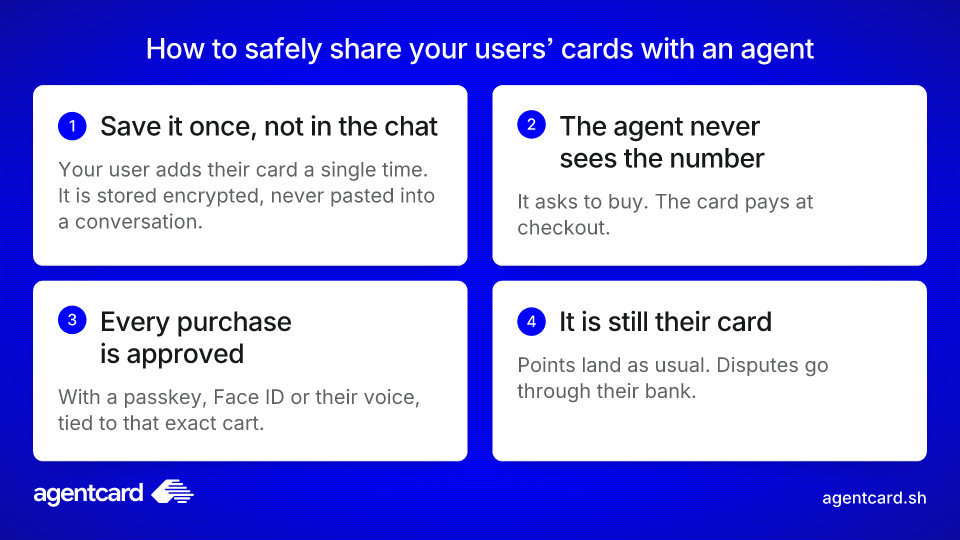 How to safely share your users’ cards with an agent
1
Save it once, not in the chat
Your user adds their card a single time.
It is stored encrypted, never pasted into
a conversation.
2
The agent never
sees the number
It asks to buy. The card pays at
checkout.
3
Every purchase
is approved
With a passkey, Face ID or their voice,
tied to that exact cart.
4
It is still their card
Points land as usual. Disputes go
through their bank.
agentcard
agentcard.sh